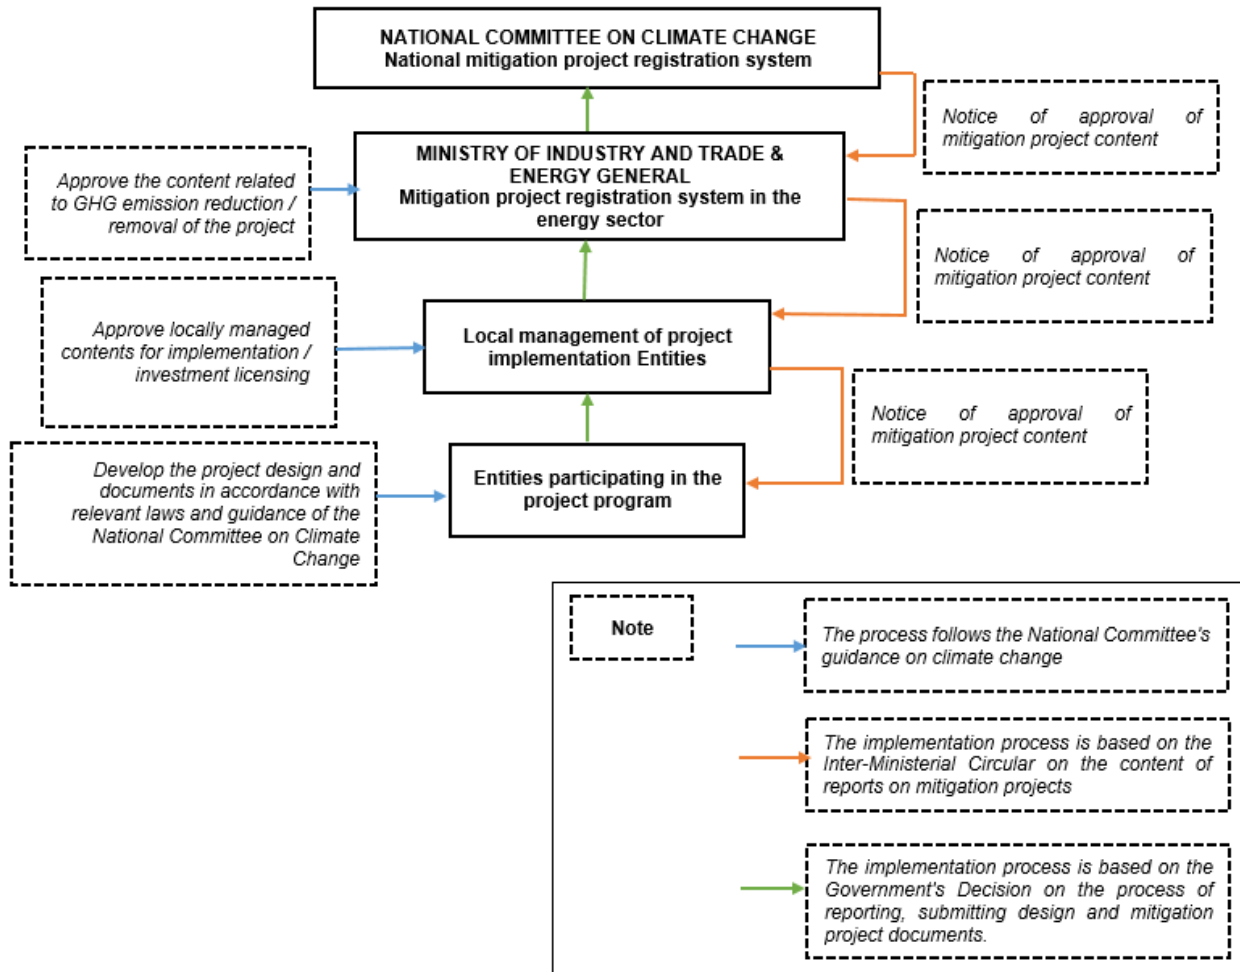 NATIONAL COMMITTEE ON CLIMATE CHANGE
National mitigation project registration system
Notice of approval of
mitigation project content
MINISTRY OF INDUSTRY AND TRADE &
ENERGY GENERAL
Mitigation project registration system in the
energy sector
Approve the content related
to GHG emission reduction /
removal of the project
Notice of approval of
mitigation project content
Approve locally managed
contents for implementation /
investment licensing
Local management of project
implementation Entities
Notice of approval of
mitigation project content
Develop the project design and
documents in accordance with
relevant laws and guidance of the
National Committee on Climate
Change
Entities participating in the
project program
Note
The process follows the National Committee's
guidance on climate change
The implementation process is based on the
Inter-Ministerial Circular on the content of
reports on mitigation projects
The implementation process is based on the
Government's Decision on the process of
reporting, submitting design and mitigation
project documents.